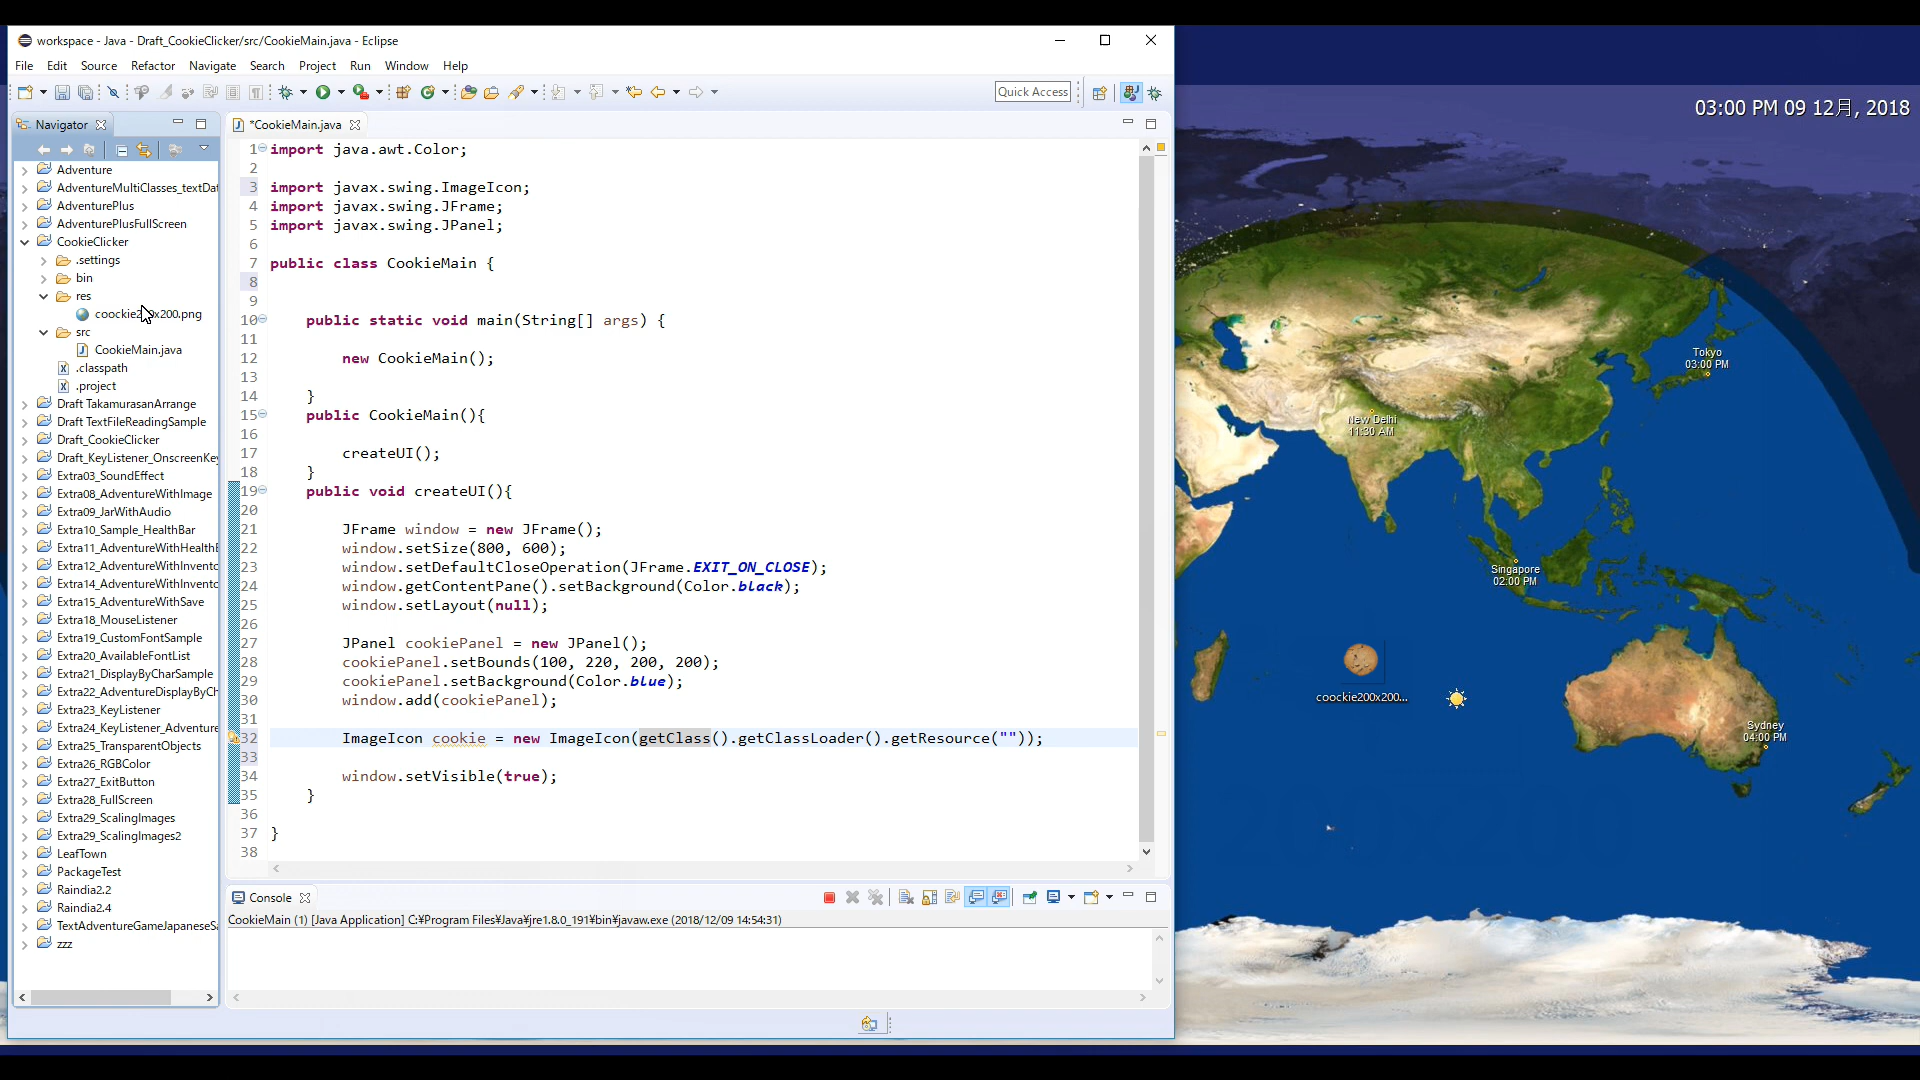 workspace - Java - Draft_CookieClicker/src/CookieMain.java - Eclipse
File Edit Source Refactor Navigate Search Project Run Window Help
Quick Access
03:00 PM 09 12月, 2018
Navigator
Adventure
AdventureMultiClasses_textDat
AdventurePlus
AdventurePlusFullScreen
CookieClicker
.settings
bin
res
src
CookieMain.java
.classpath
.project
Draft TakamurasanArrange
Draft TextFileReadingSample
Draft_CookieClicker
Draft_KeyListener_OnscreenKey
Extra03_SoundEffect
Extra08_AdventureWithImage
Extra09_JarWithAudio
Extra10_Sample_HealthBar
Extra11_AdventureWithHealthB
Extra12_AdventureWithInvento
Extra14_AdventureWithInvento
Extra15_AdventureWithSave
Extra18_MouseListener
Extra19_CustomFontSample
Extra20_AvailableFontList
Extra21_DisplayByCharSample
Extra22_AdventureDisplayByCh
Extra23_KeyListener
Extra24_KeyListener_Adventure
Extra25_TransparentObjects
Extra26_RGBColor
Extra27_ExitButton
Extra28_FullScreen
Extra29_ScalingImages
Extra29_ScalingImages2
LeafTown
PackageTest
Raindia2.2
Raindia2.4
TextAdventureGameJapaneseSa
zzz
*CookieMain.java
1 import java.awt.Color;
2
3 import javax.swing.ImageIcon;
4 import javax.swing.JFrame;
5 import javax.swing.JPanel;
6
7 public class CookieMain {
8
9
10 public static void main(String[] args) {
11
12 new CookieMain();
13
14 }
15 public CookieMain(){
16
17 createUI();
18 }
19 public void createUI(){
20
21 JFrame window = new JFrame();
22 window.setSize(800, 600);
23 window.setDefaultCloseOperation(JFrame.EXIT_ON_CLOSE);
24 window.getContentPane().setBackground(Color.black);
25 window.setLayout(null);
26
27 JPanel cookiePanel = new JPanel();
28 cookiePanel.setBounds(100, 220, 200, 200);
29 cookiePanel.setBackground(Color.blue);
30 window.add(cookiePanel);
31
32 ImageIcon cookie = new ImageIcon(getClass().getClassLoader().getResource(""));
33
34 window.setVisible(true);
35 }
36
37 }
38
Console
CookieMain (1) [Java Application] C:¥Program Files¥Java¥jre1.8.0_191¥bin¥javaw.exe (2018/12/09 14:54:31)
Tokyo
03:00 PM
New Delhi
11:30 AM
Singapore
02:00 PM
coockie200x200...
Sydney
04:00 PM